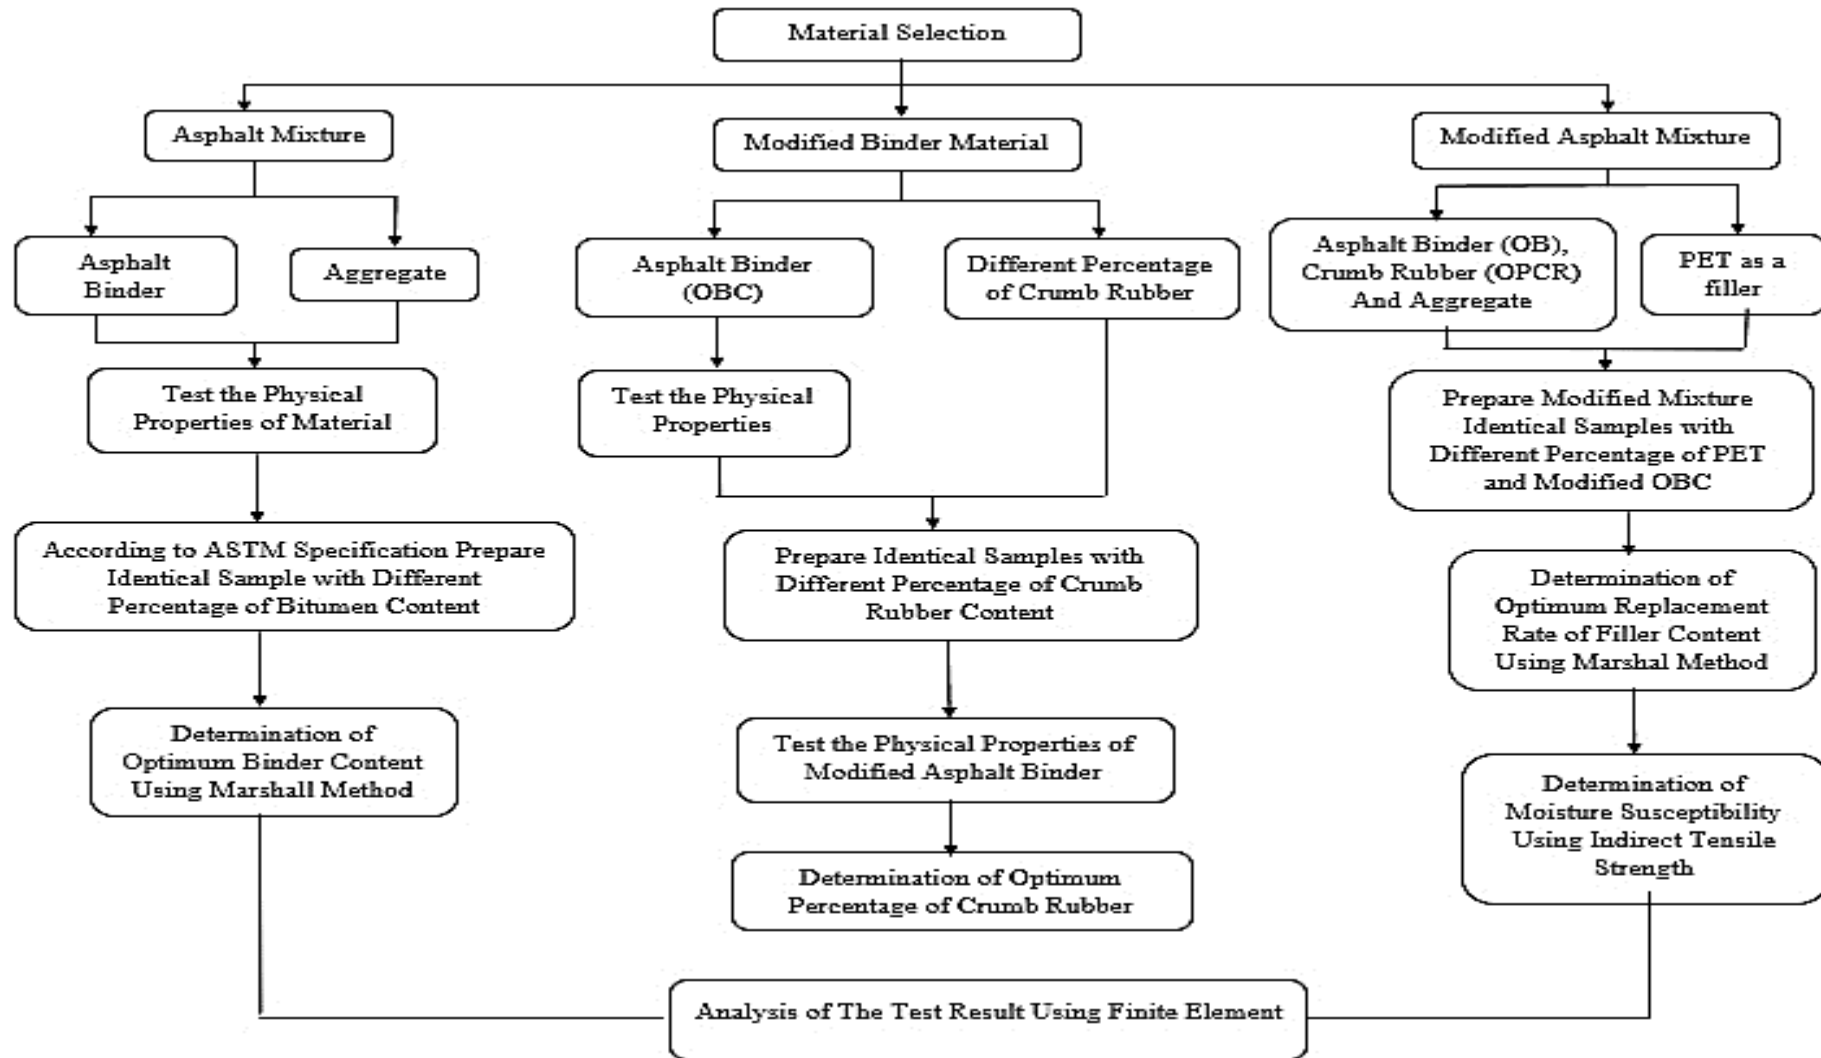 Material Selection
Asphalt Mixture
Modified Binder Material
Modified Asphalt Mixture
Asphalt
Binder
Aggregate
Asphalt Binder
(OBC)
Different Percentage
of Crumb Rubber
Asphalt Binder (OB),
Crumb Rubber (OPCR)
And Aggregate
PET as a
filler
Test the Physical
Properties of Material
Test the Physical
Properties
Prepare Modified Mixture
Identical Samples with
Different Percentage of PET
and Modified OBC
According to ASTM Specification Prepare
Identical Sample with Different
Percentage of Bitumen Content
Prepare Identical Samples with
Different Percentage of Crumb
Rubber Content
Determination of
Optimum Replacement
Rate of Filler Content
Using Marshal Method
Determination of
Optimum Binder Content
Using Marshall Method
Test the Physical Properties of
Modified Asphalt Binder
Determination of
Moisture Susceptibility
Using Indirect Tensile
Strength
Determination of Optimum
Percentage of Crumb Rubber
Analysis of The Test Result Using Finite Element